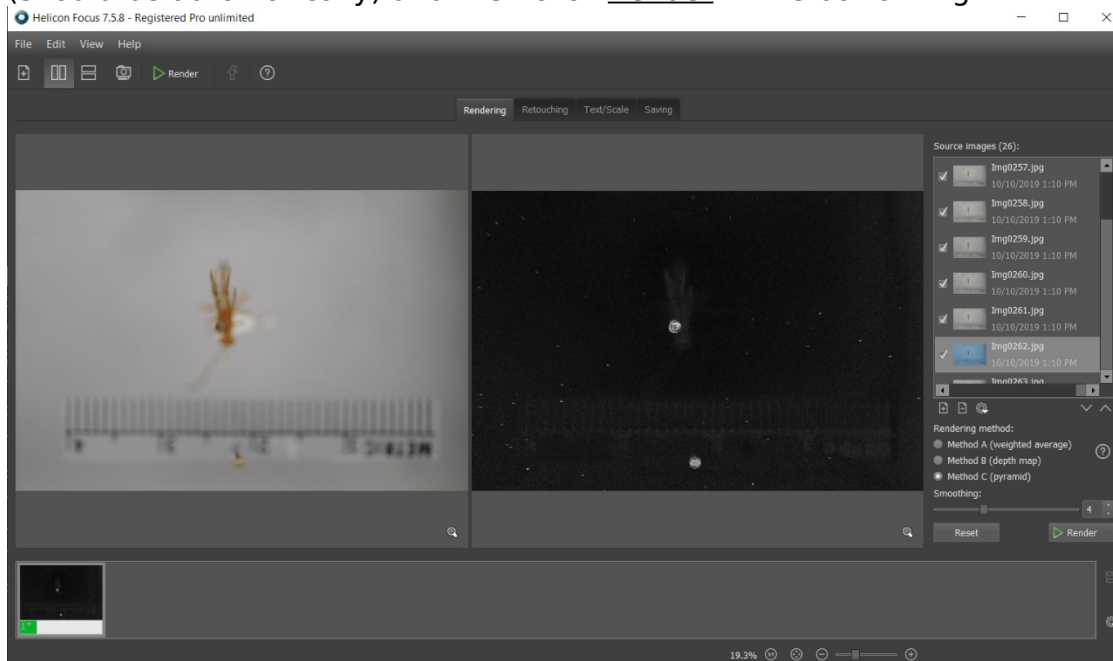 Helicon Focus 7.5.8 - Registered Pro unlimited
File Edit View Help
Render
Rendering Retouching Text/Scale Saving
Source images (26):
Img0257.jpg
10/10/2019 1:10 PM
Img0258.jpg
10/10/2019 1:10 PM
Img0259.jpg
10/10/2019 1:10 PM
Img0260.jpg
10/10/2019 1:10 PM
Img0261.jpg
10/10/2019 1:10 PM
Img0262.jpg
10/10/2019 1:10 PM
Img0263.jpg
Rendering method:
Method A (weighted average)
Method B (depth map)
Method C (pyramid)
Smoothing:
4
Reset Render
19.3%